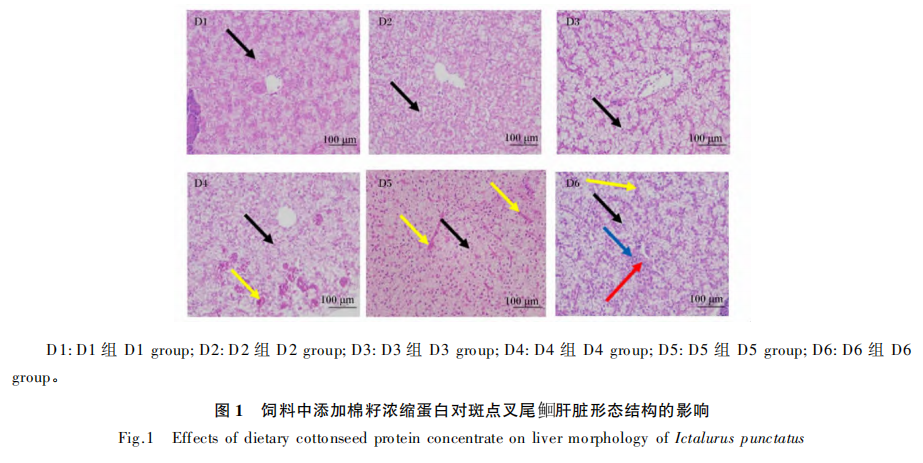 D1
D2
D3
100 μm
100 μm
100 μm
D4
D5
D6
100 μm
100 μm
100 μm
D1: D1 组 D1 group; D2: D2 组 D2 group; D3: D3 组 D3 group; D4: D4 组 D4 group; D5: D5 组 D5 group; D6: D6 组 D6
group。
图 1 饲料中添加棉籽浓缩蛋白对斑点叉尾鮰肝脏形态结构的影响
Fig.1 Effects of dietary cottonseed protein concentrate on liver morphology of Ictalurus punctatus